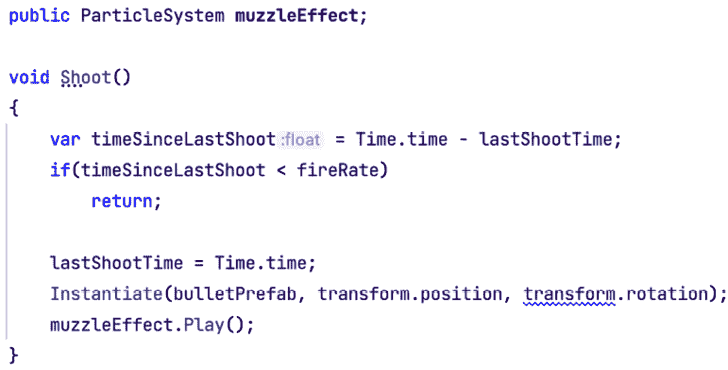 public ParticleSystem muzzleEffect;
void Shoot()
{
var timeSinceLastShoot :float = Time.time - lastShootTime;
if(timeSinceLastShoot < fireRate)
return;
lastShootTime = Time.time;
Instantiate(bulletPrefab, transform.position, transform.rotation);
muzzleEffect.Play();
}